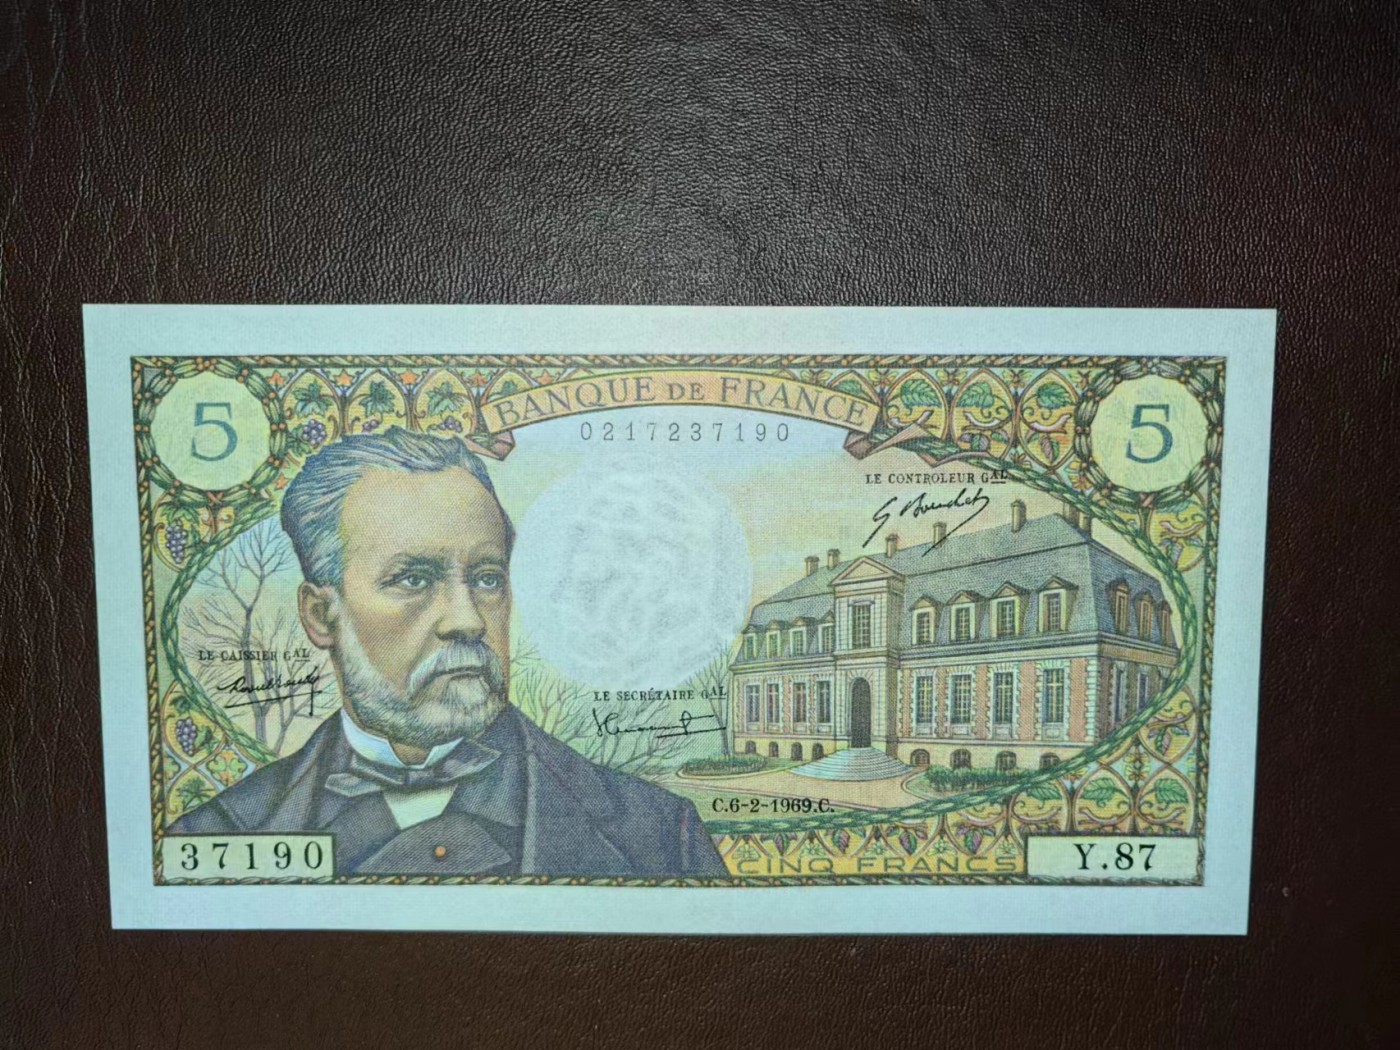 BANQUE DE FRANCE
5
5
0217237190
LE CONTROLEUR GAL
G Bouchet
LE CAISSIER GAL
LE SECRÉTAIRE GAL
C.6-2-1969.C.
37190
CINQ FRANCS
Y.87